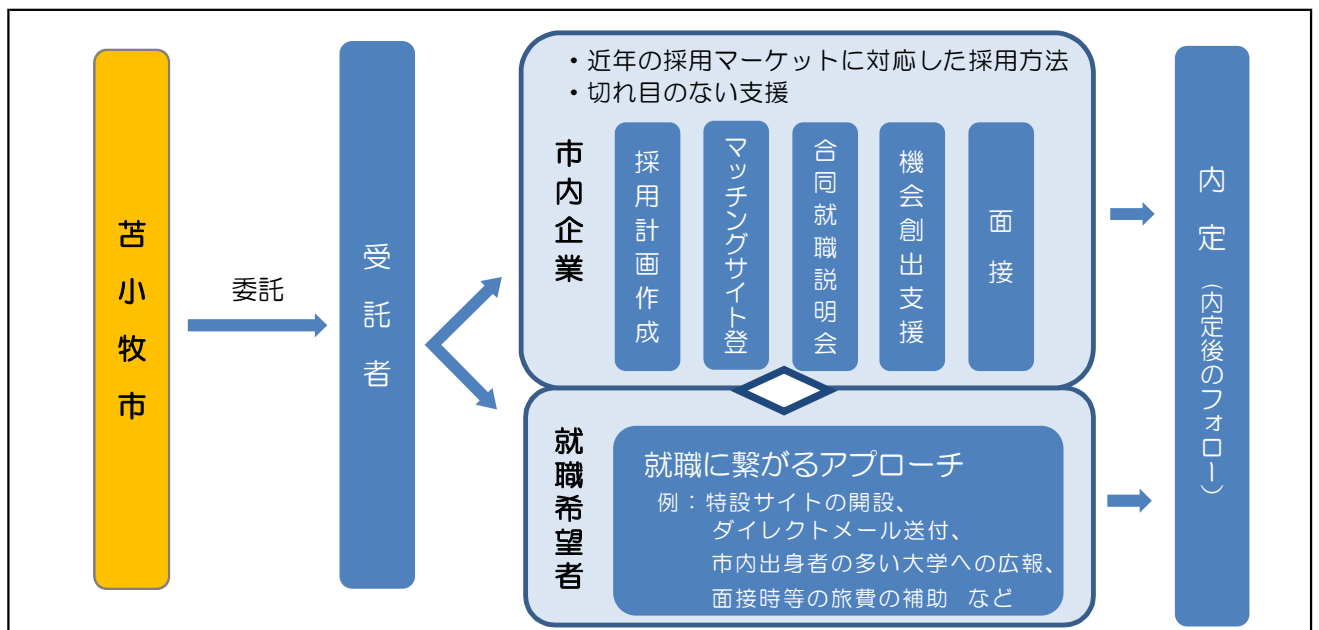 苫小牧市
委託
受託者
・近年の採用マーケットに対応した採用方法
・切れ目のない支援
市内企業
採用計画作成
マッチングサイト登
合同就職説明会
機会創出支援
面接
就職希望者
就職に繋がるアプローチ
例：特設サイトの開設、
ダイレクトメール送付、
市内出身者の多い大学への広報、
面接時等の旅費の補助 など
内定（内定後のフォロー）